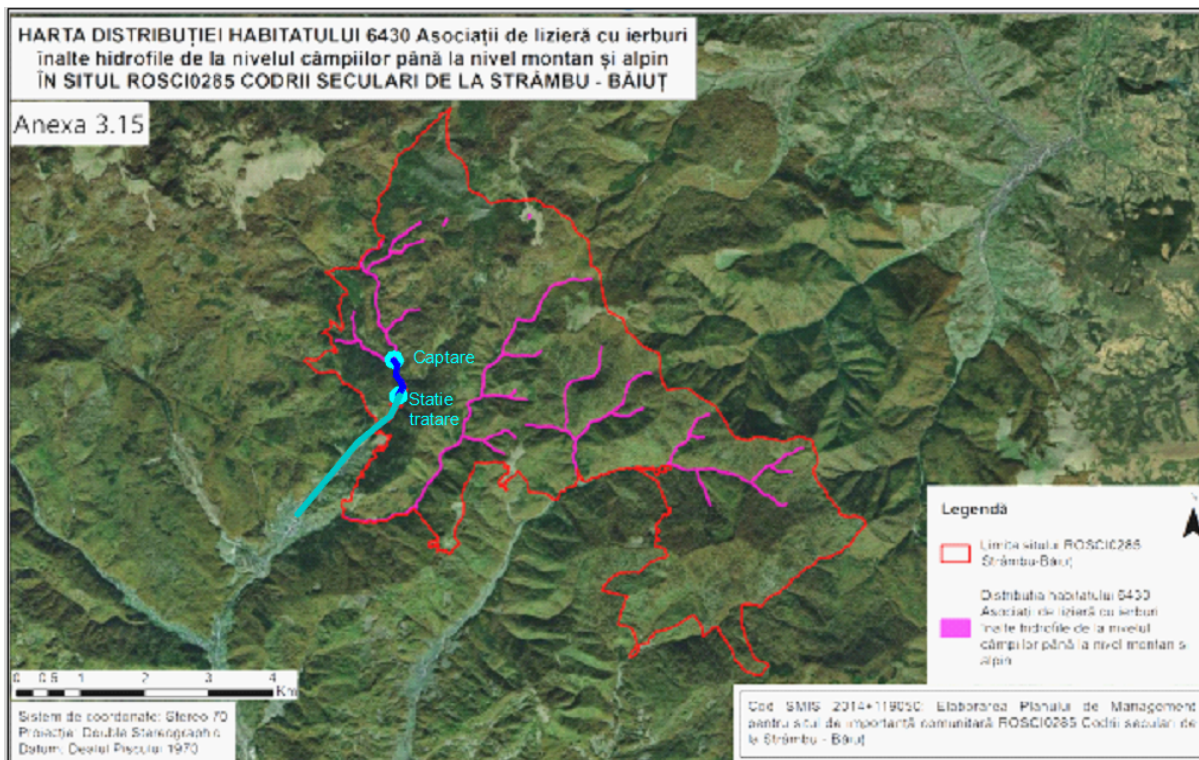 HARTA DISTRIBUȚIEI HABITATULUI 6430 Asociații de lizieră cu ierburi
înalte hidrofile de la nivelul câmpiilor până la nivel montan și alpin
ÎN SITUL ROSCI0285 CODRII SECULARI DE LA STRÂMBU - BĂIUȚ
Anexa 3.15
Captare
Statie
tratare
Legendă
Limita sitului ROSCI0285
Strâmbu-Băiuț
Distributia habitatului 6430
Asociații de lizieră cu ierburi
înalte hidrofile de la nivelul
câmpiilor până la nivel montan s
alpin
0 0.5 1 2 3 4
Km
Sistem de coordonate: Stereo 70
Proiecție: Double Stereographic
Datum: Dealul Piscului 1970
Cod SMIS 2014+119050: Elaborarea Planului de Management
pentru situl de importanță comunitară ROSCI0285 Codrii seculari de
la Strâmbu - Băiuț